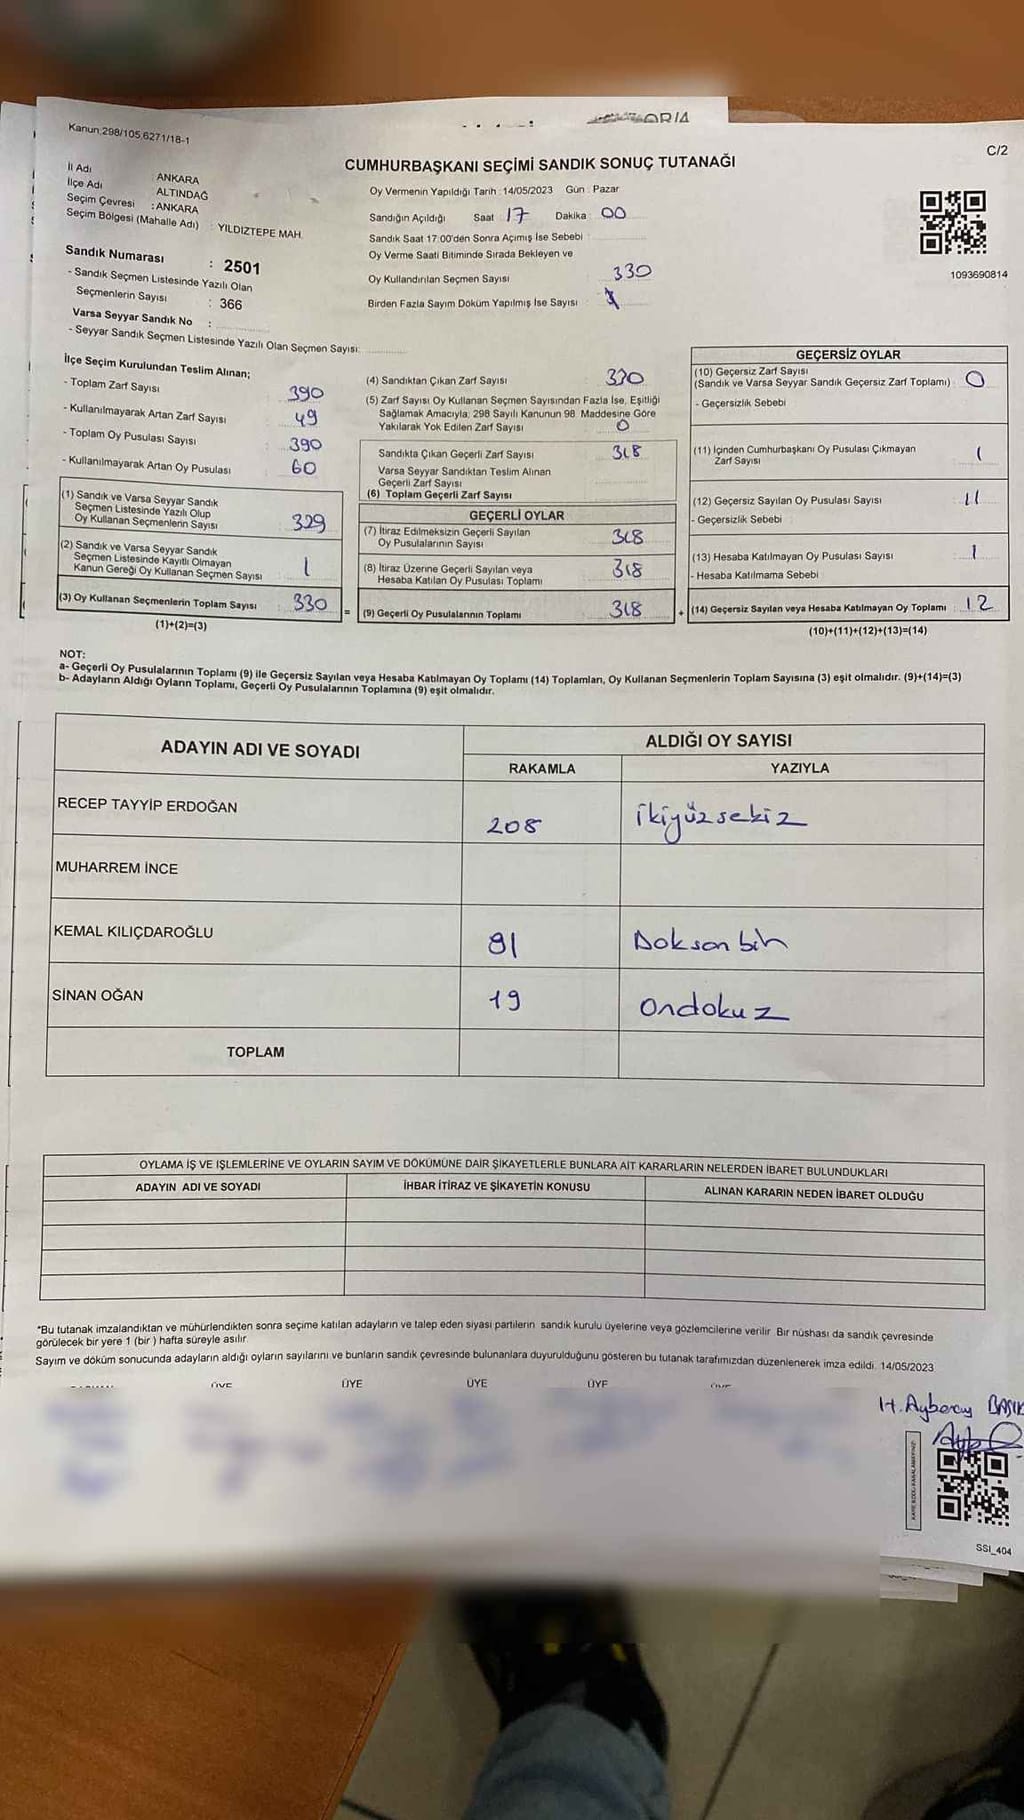 Kanun:298/105,6271/18-1
C/2
CUMHURBAŞKANI SEÇİMİ SANDIK SONUÇ TUTANAĞI
İl Adı ANKARA
İlçe Adı ALTINDAĞ
Seçim Çevresi : ANKARA
Seçim Bölgesi (Mahalle Adı) : YILDIZTEPE MAH.
Oy Vermenin Yapıldığı Tarih : 14/05/2023 Gün : Pazar
Sandığın Açıldığı Saat 17 Dakika 00
Sandık Saat 17:00'den Sonra Açımış İse Sebebi :
Oy Verme Saati Bitiminde Sırada Bekleyen ve
Oy Kullandırılan Seçmen Sayısı 330
Birden Fazla Sayım Döküm Yapılmış İse Sayısı :
1093690814
Sandık Numarası : 2501
- Sandık Seçmen Listesinde Yazılı Olan
Seçmenlerin Sayısı : 366
Varsa Seyyar Sandık No :
- Seyyar Sandık Seçmen Listesinde Yazılı Olan Seçmen Sayısı:
İlçe Seçim Kurulundan Teslim Alınan;
- Toplam Zarf Sayısı 390
- Kullanılmayarak Artan Zarf Sayısı 49
- Toplam Oy Pusulası Sayısı 390
- Kullanılmayarak Artan Oy Pusulası 60
(1) Sandık ve Varsa Seyyar Sandık
Seçmen Listesinde Yazılı Olup
Oy Kullanan Seçmenlerin Sayısı 329
(2) Sandık ve Varsa Seyyar Sandık
Seçmen Listesinde Kayıtlı Olmayan
Kanun Gereği Oy Kullanan Seçmen Sayısı 1
(3) Oy Kullanan Seçmenlerin Toplam Sayısı : 330
(1)+(2)=(3)
(4) Sandıktan Çıkan Zarf Sayısı 330
(5) Zarf Sayısı Oy Kullanan Seçmen Sayısından Fazla İse, Eşitliği
Sağlamak Amacıyla; 298 Sayılı Kanunun 98. Maddesine Göre
Yakılarak Yok Edilen Zarf Sayısı 0
Sandıkta Çıkan Geçerli Zarf Sayısı 318
Varsa Seyyar Sandıktan Teslim Alınan
Geçerli Zarf Sayısı
(6) Toplam Geçerli Zarf Sayısı
GEÇERLİ OYLAR
(7) İtiraz Edilmeksizin Geçerli Sayılan
Oy Pusulalarının Sayısı 318
(8) İtiraz Üzerine Geçerli Sayılan veya
Hesaba Katılan Oy Pusulası Toplamı 318
= (9) Geçerli Oy Pusulalarının Toplamı 318 +
GEÇERSİZ OYLAR
(10) Geçersiz Zarf Sayısı
(Sandık ve Varsa Seyyar Sandık Geçersiz Zarf Toplamı) : 0
- Geçersizlik Sebebi
(11) İçinden Cumhurbaşkanı Oy Pusulası Çıkmayan
Zarf Sayısı 1
(12) Geçersiz Sayılan Oy Pusulası Sayısı 11
- Geçersizlik Sebebi
(13) Hesaba Katılmayan Oy Pusulası Sayısı 1
- Hesaba Katılmama Sebebi
(14) Geçersiz Sayılan veya Hesaba Katılmayan Oy Toplamı : 12
(10)+(11)+(12)+(13)=(14)
NOT:
a- Geçerli Oy Pusulalarının Toplamı (9) ile Geçersiz Sayılan veya Hesaba Katılmayan Oy Toplamı (14) Toplamları, Oy Kullanan Seçmenlerin Toplam Sayısına (3) eşit olmalıdır. (9)+(14)=(3)
b- Adayların Aldığı Oyların Toplamı, Geçerli Oy Pusulalarının Toplamına (9) eşit olmalıdır.
ADAYIN ADI VE SOYADI ALDIĞI OY SAYISI
RAKAMLA YAZIYLA
RECEP TAYYİP ERDOĞAN 208 ikiyüzsekiz
MUHARREM İNCE
KEMAL KILIÇDAROĞLU 91 Doksan bir
SİNAN OĞAN 19 ondokuz
TOPLAM
OYLAMA İŞ VE İŞLEMLERİNE VE OYLARIN SAYIM VE DÖKÜMÜNE DAİR ŞİKAYETLERLE BUNLARA AİT KARARLARIN NELERDEN İBARET BULUNDUKLARI
ADAYIN ADI VE SOYADI İHBAR İTİRAZ VE ŞİKAYETİN KONUSU ALINAN KARARIN NEDEN İBARET OLDUĞU
*Bu tutanak imzalandıktan ve mühürlendikten sonra seçime katılan adayların ve talep eden siyasi partilerin sandık kurulu üyelerine veya gözlemcilerine verilir. Bir nüshası da sandık çevresinde
görülecek bir yere 1 (bir ) hafta süreyle asılır.
Sayım ve döküm sonucunda adayların aldığı oyların sayılarını ve bunların sandık çevresinde bulunanlara duyurulduğunu gösteren bu tutanak tarafımızdan düzenlenerek imza edildi. 14/05/2023
ÜYE ÜYE ÜYE ÜYE
SSI_404